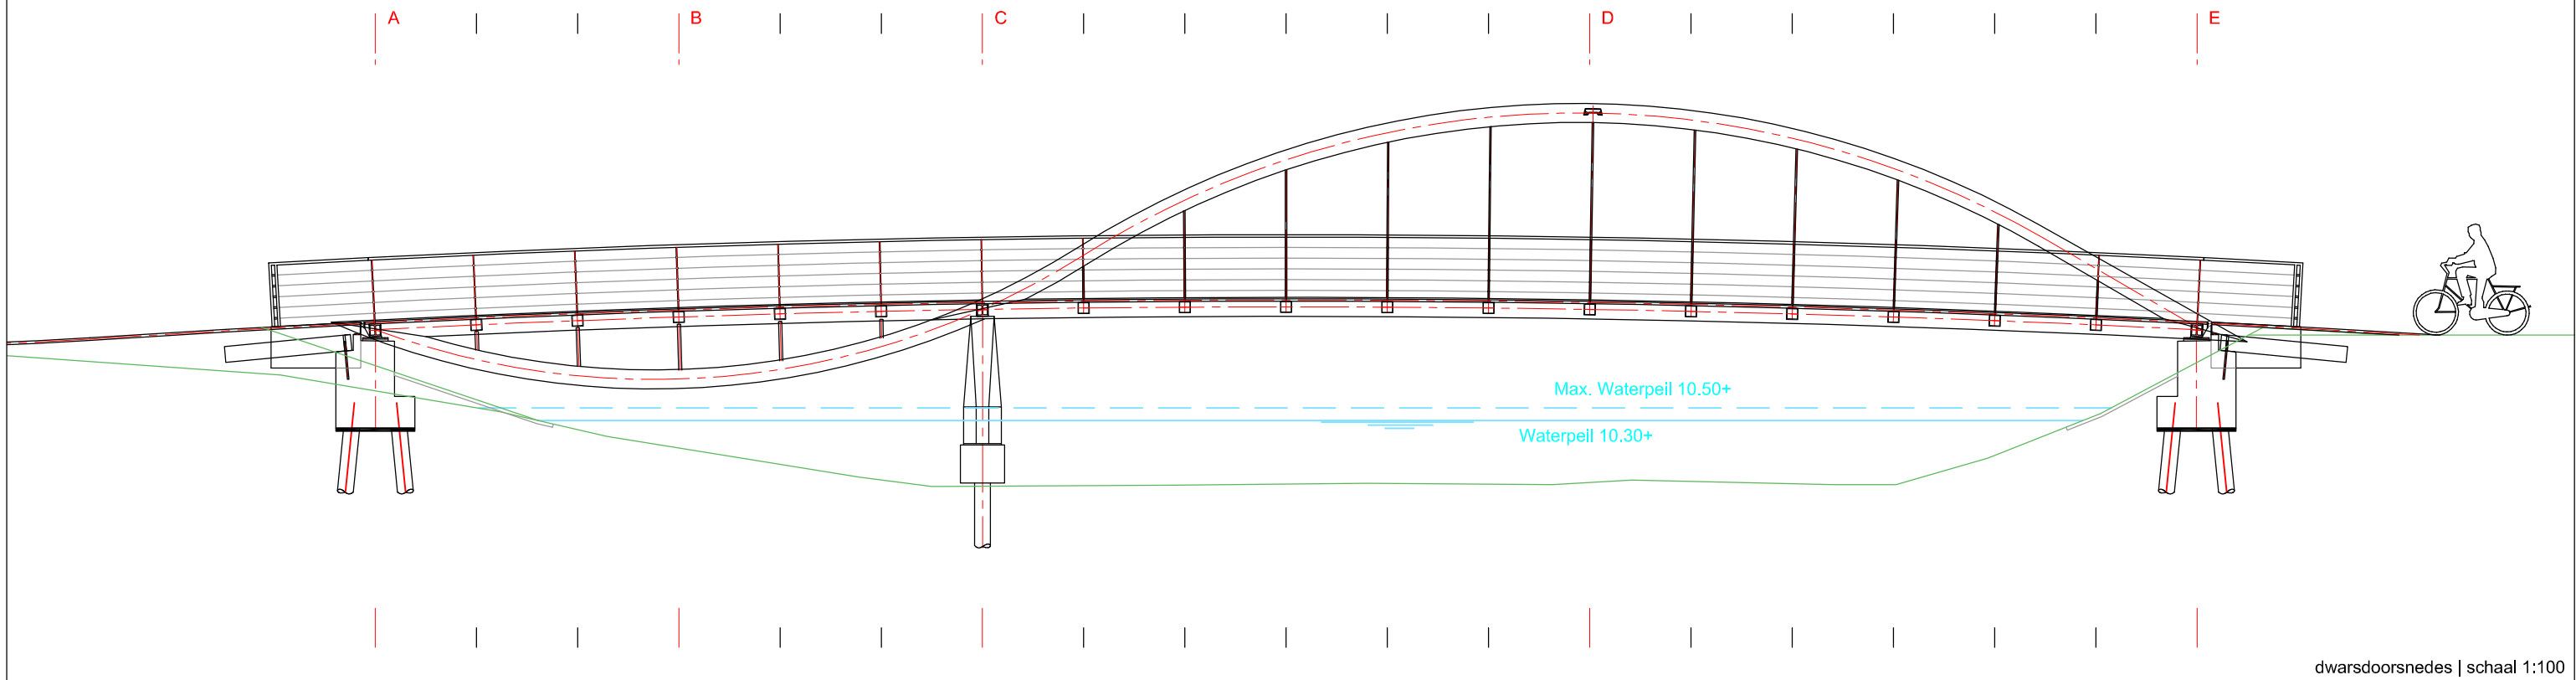 A B C D E
Max. Waterpeil 10.50+
Waterpeil 10.30+
dwarsdoorsnedes | schaal 1:100